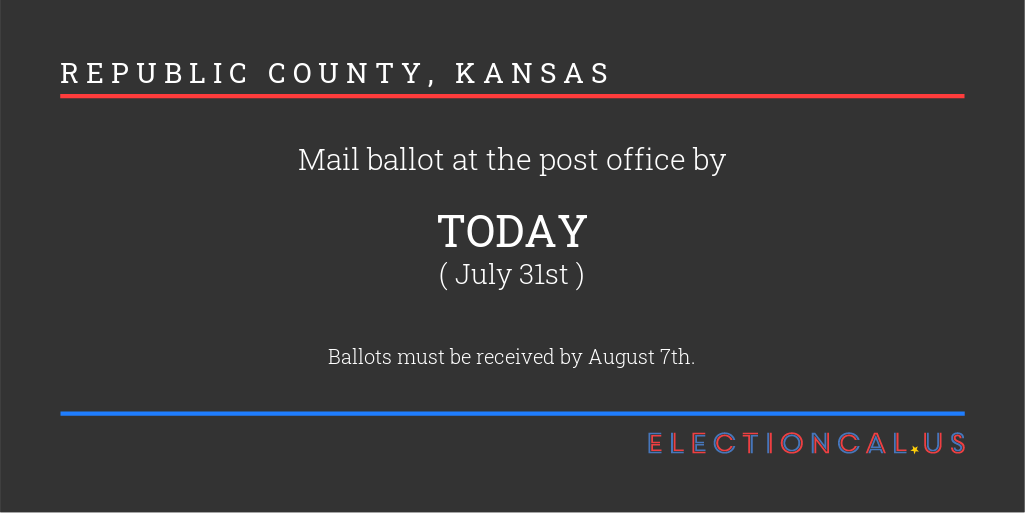 REPUBLIC COUNTY, KANSAS
Mail ballot at the post office by
TODAY
( July 31st )
Ballots must be received by August 7th.
ELECTIONCAL.US